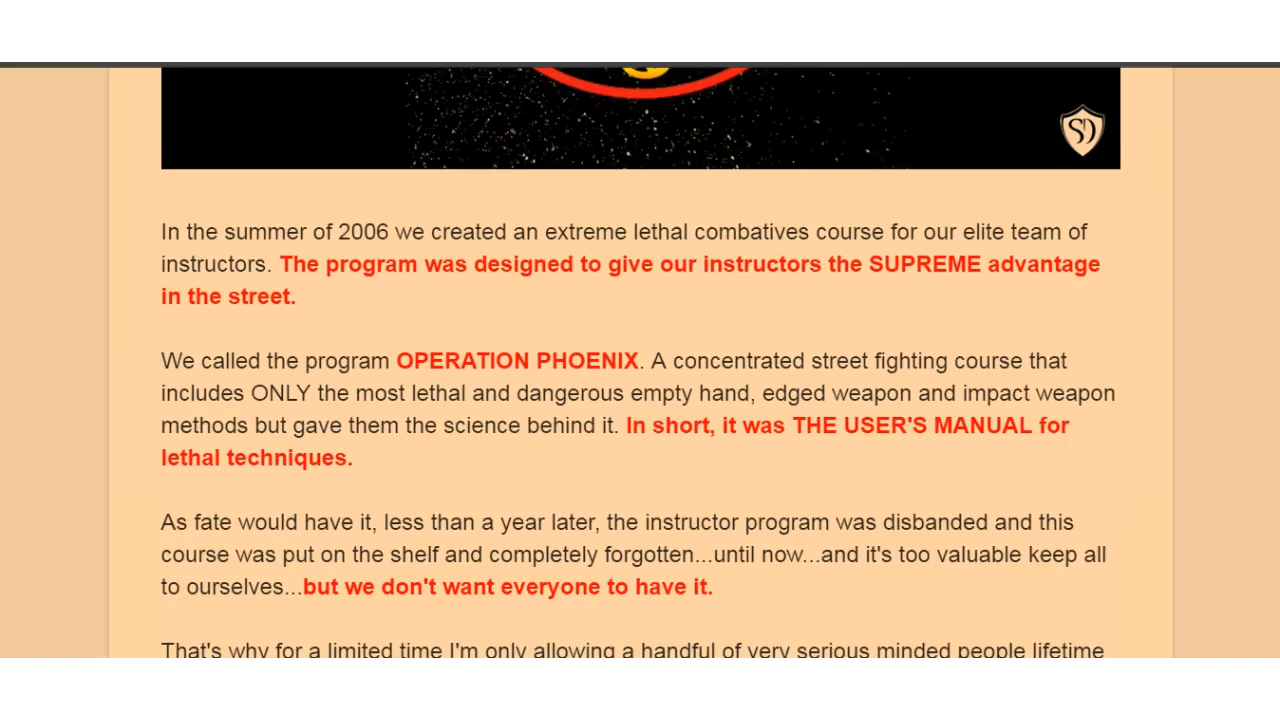 SD
In the summer of 2006 we created an extreme lethal combatives course for our elite team of
instructors. The program was designed to give our instructors the SUPREME advantage
in the street.
We called the program OPERATION PHOENIX. A concentrated street fighting course that
includes ONLY the most lethal and dangerous empty hand, edged weapon and impact weapon
methods but gave them the science behind it. In short, it was THE USER'S MANUAL for
lethal techniques.
As fate would have it, less than a year later, the instructor program was disbanded and this
course was put on the shelf and completely forgotten...until now...and it's too valuable keep all
to ourselves...but we don't want everyone to have it.
That's why for a limited time I'm only allowing a handful of very serious minded people lifetime